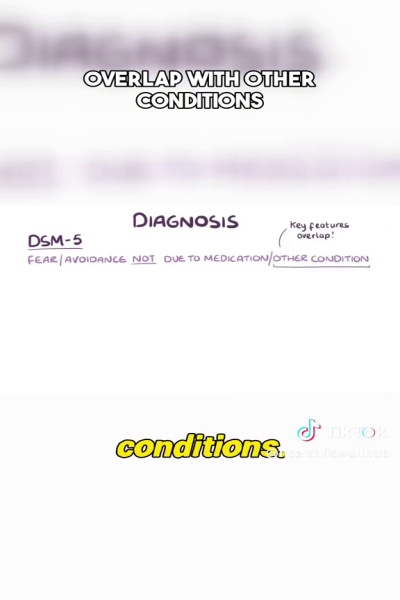 DIAGNOSIS
OVERLAP WITH OTHER
CONDITIONS
DIAGNOSIS
Key features
overlap!
DSM-5
FEAR/AVOIDANCE NOT DUE TO MEDICATION/OTHER CONDITION
TikTok
conditions.